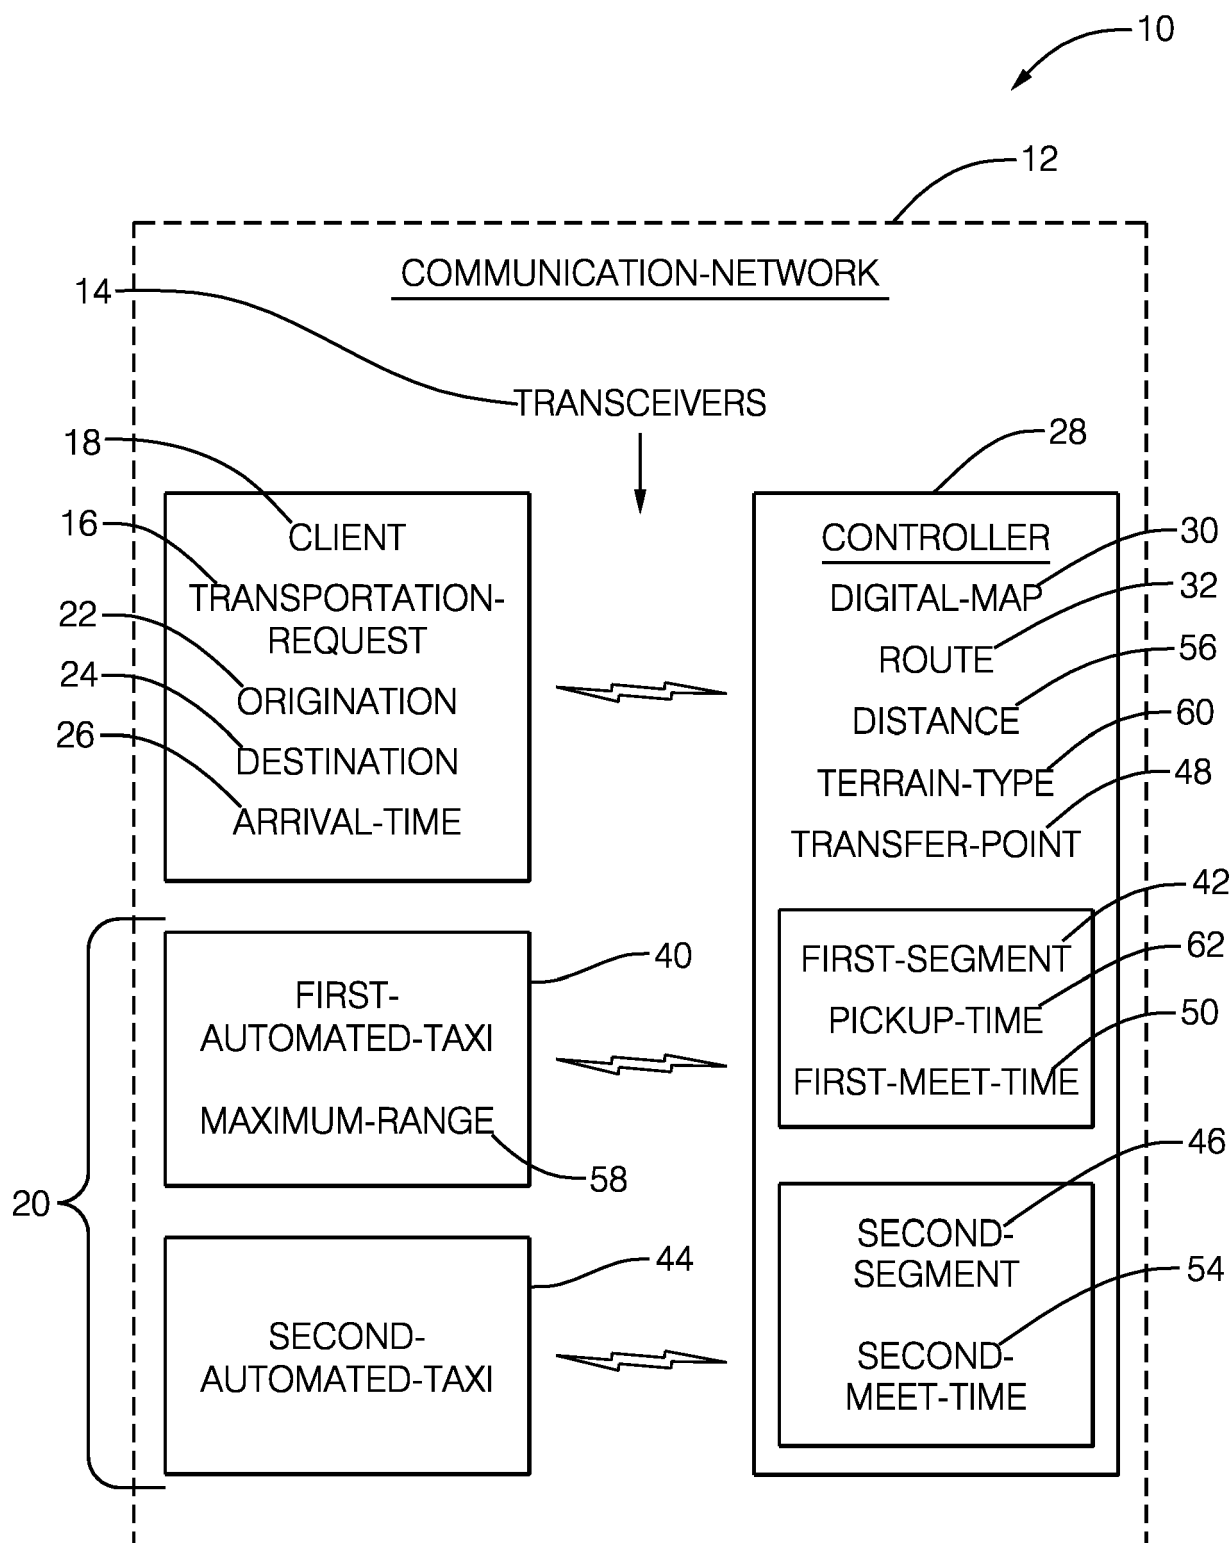 10
12
COMMUNICATION-NETWORK
14
TRANSCEIVERS
18
28
CLIENT
CONTROLLER
16
30
TRANSPORTATION-
REQUEST
DIGITAL-MAP
32
22
ROUTE
56
24
ORIGINATION
DISTANCE
60
26
DESTINATION
TERRAIN-TYPE
48
ARRIVAL-TIME
TRANSFER-POINT
42
40
FIRST-SEGMENT
62
FIRST-
AUTOMATED-TAXI
PICKUP-TIME
50
FIRST-MEET-TIME
MAXIMUM-RANGE
58
46
20
SECOND-
SEGMENT
44
54
SECOND-
AUTOMATED-TAXI
SECOND-
MEET-TIME